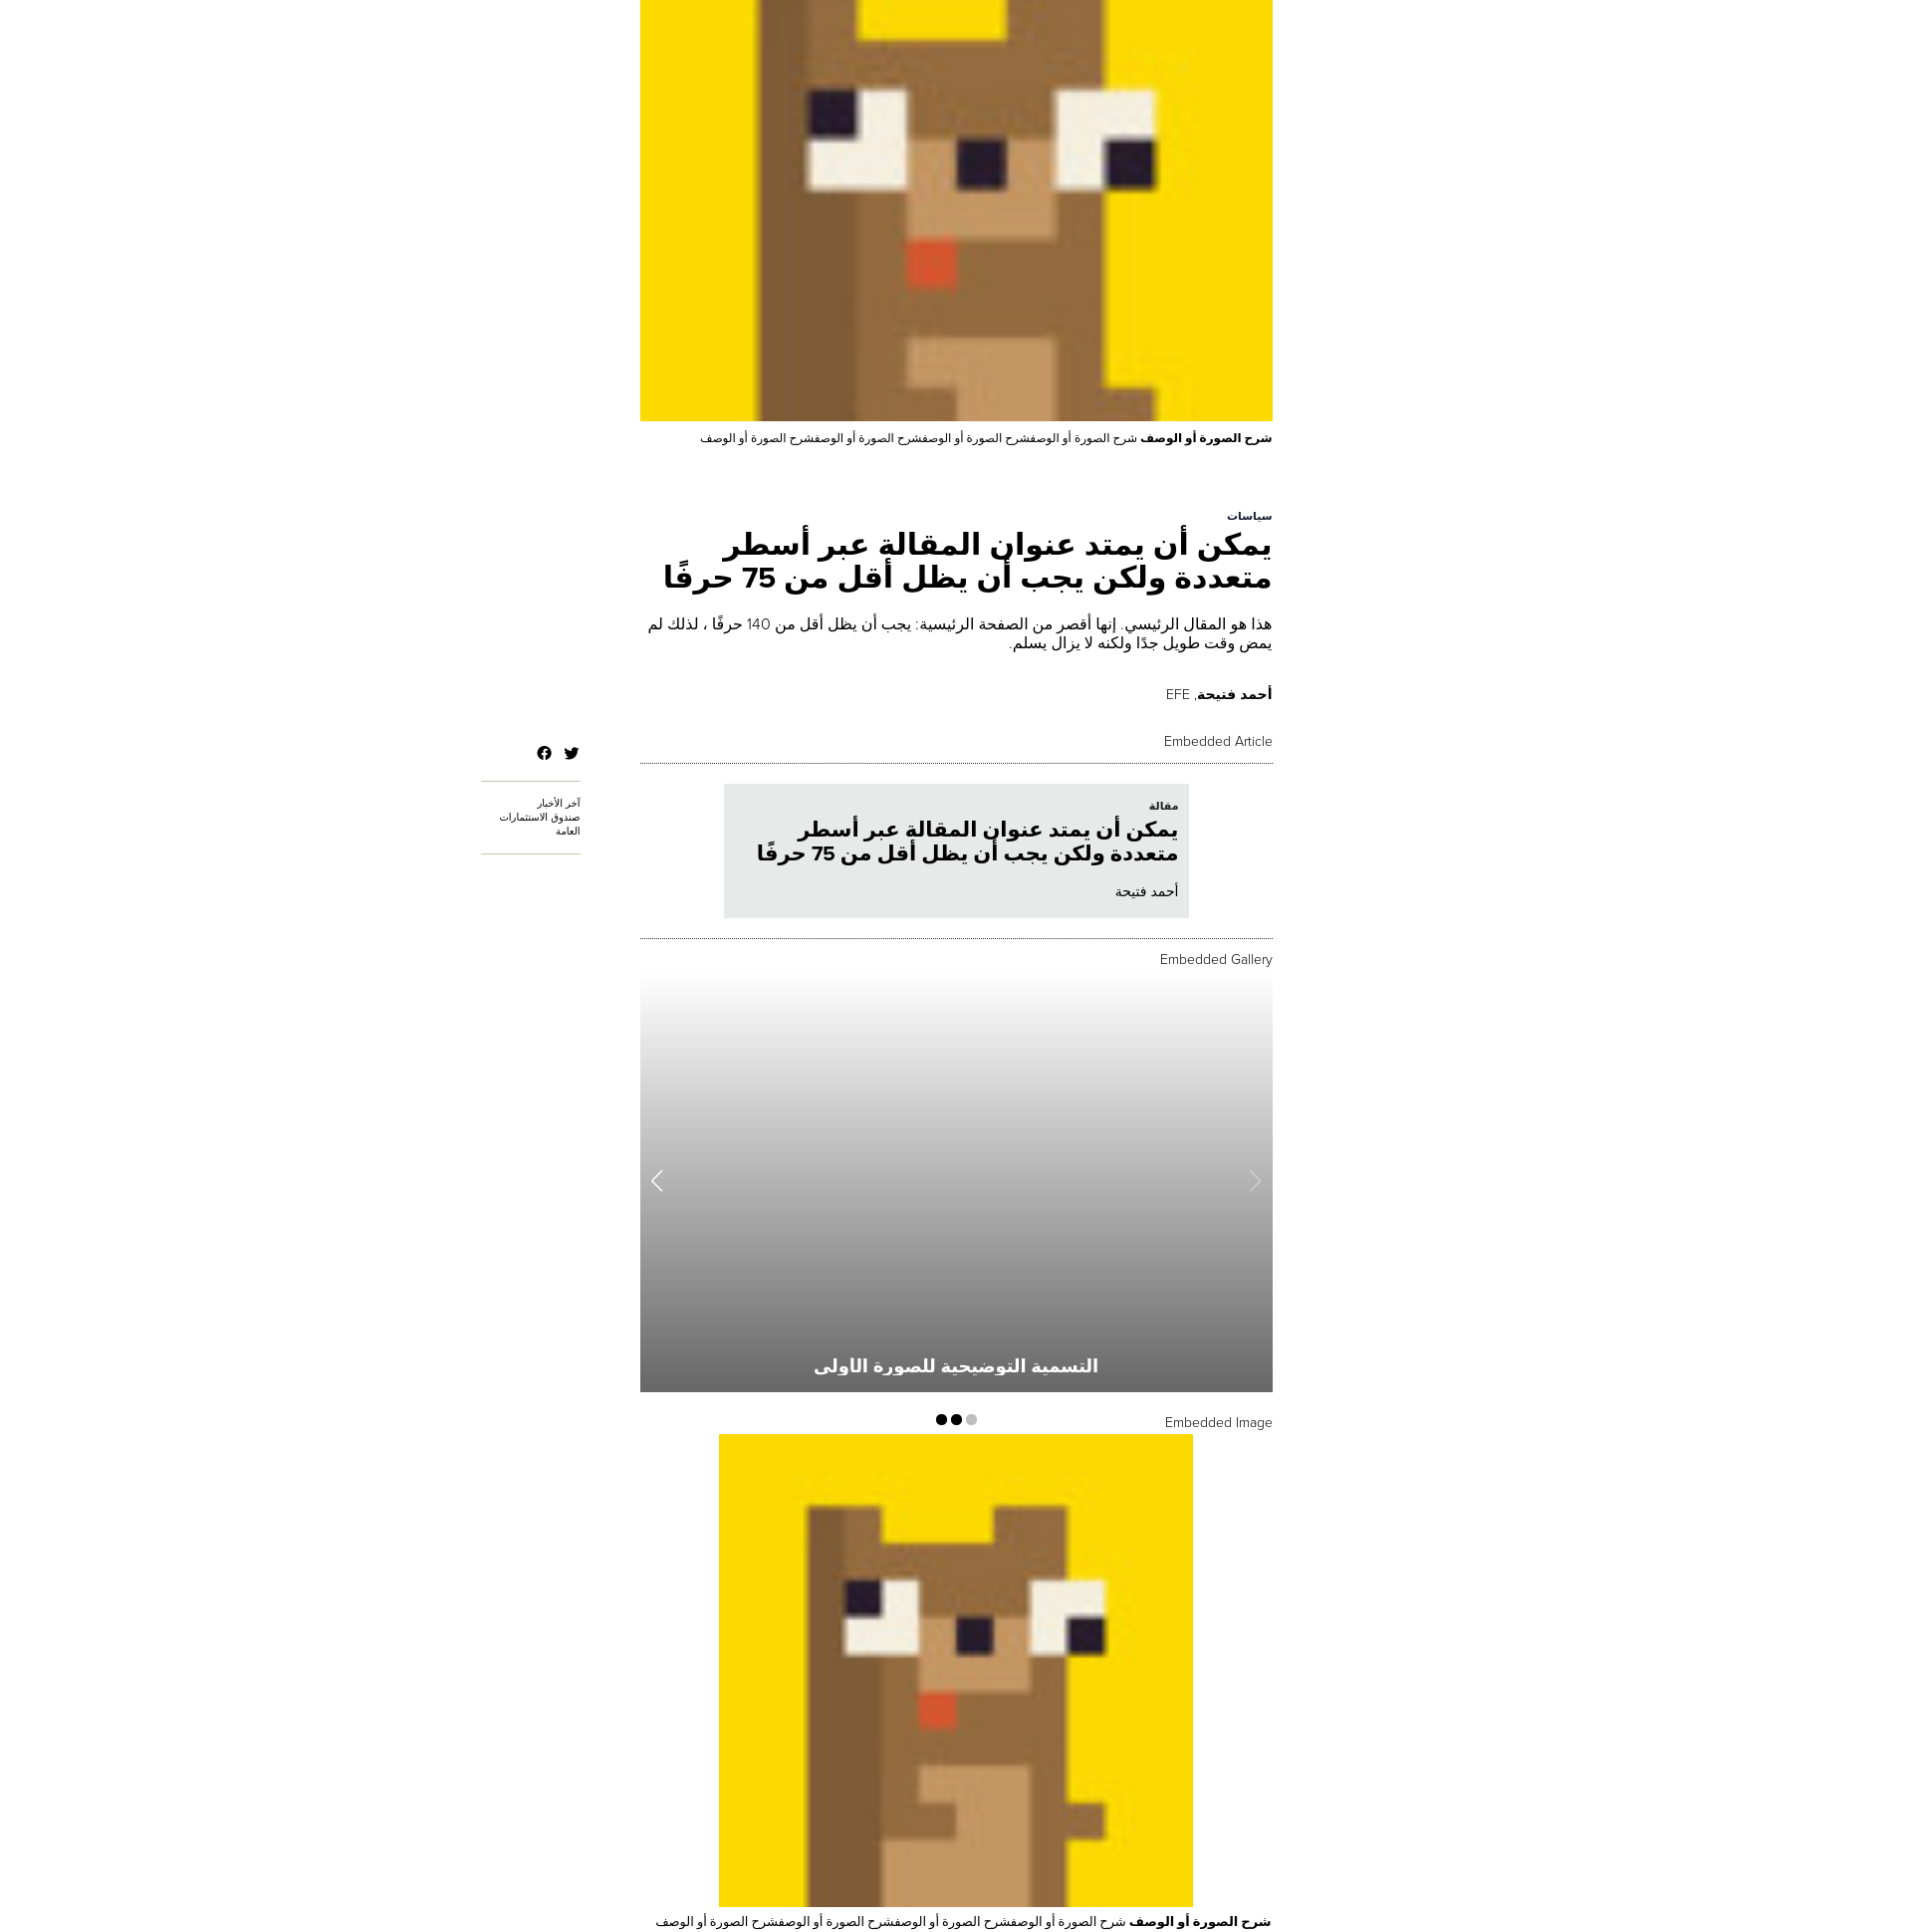 شرح الصورة أو الوصف شرح الصورة أو الوصفشرح الصورة أو الوصفشرح الصورة أو الوصفشرح الصورة أو الوصف
سياسات
يمكن أن يمتد عنوان المقالة عبر أسطر
متعددة ولكن يجب أن يظل أقل من 75 حرفًا
هذا هو المقال الرئيسي. إنها أقصر من الصفحة الرئيسية: يجب أن يظل أقل من 140 حرفًا ، لذلك لم
يمض وقت طويل جدًا ولكنه لا يزال يسلم.
أحمد فتيحة, EFE
Embedded Article
آخر الأخبار
صندوق الاستثمارات
العامة
مقالة
يمكن أن يمتد عنوان المقالة عبر أسطر
متعددة ولكن يجب أن يظل أقل من 75 حرفًا
أحمد فتيحة
Embedded Gallery
التسمية التوضيحية للصورة الأولى
Embedded Image
شرح الصورة أو الوصف شرح الصورة أو الوصفشرح الصورة أو الوصفشرح الصورة أو الوصفشرح الصورة أو الوصف